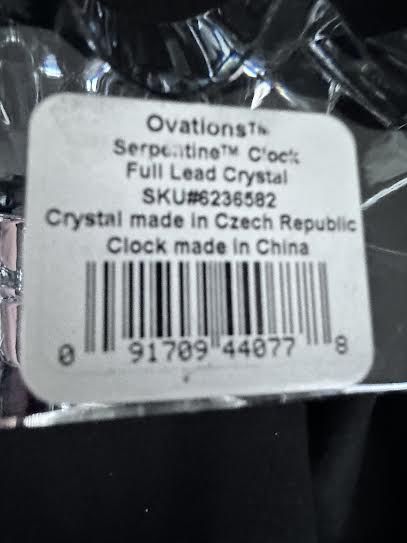 Ovations™
Serpentine™ Clock
Full Lead Crystal
SKU#6236582
Crystal made in Czech Republic
Clock made in China
0 91709 44077 8